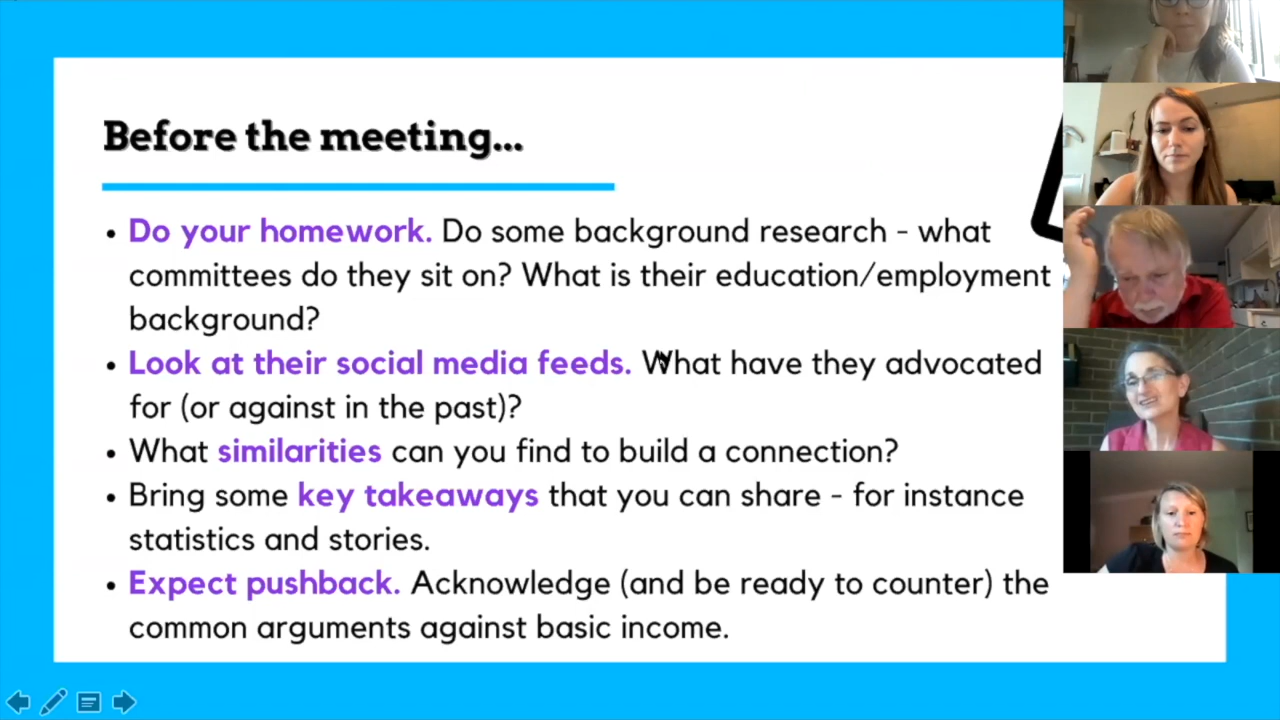 Before the meeting...
• Do your homework. Do some background research - what
committees do they sit on? What is their education/employment
background?
• Look at their social media feeds. What have they advocated
for (or against in the past)?
• What similarities can you find to build a connection?
• Bring some key takeaways that you can share - for instance
statistics and stories.
• Expect pushback. Acknowledge (and be ready to counter) the
common arguments against basic income.